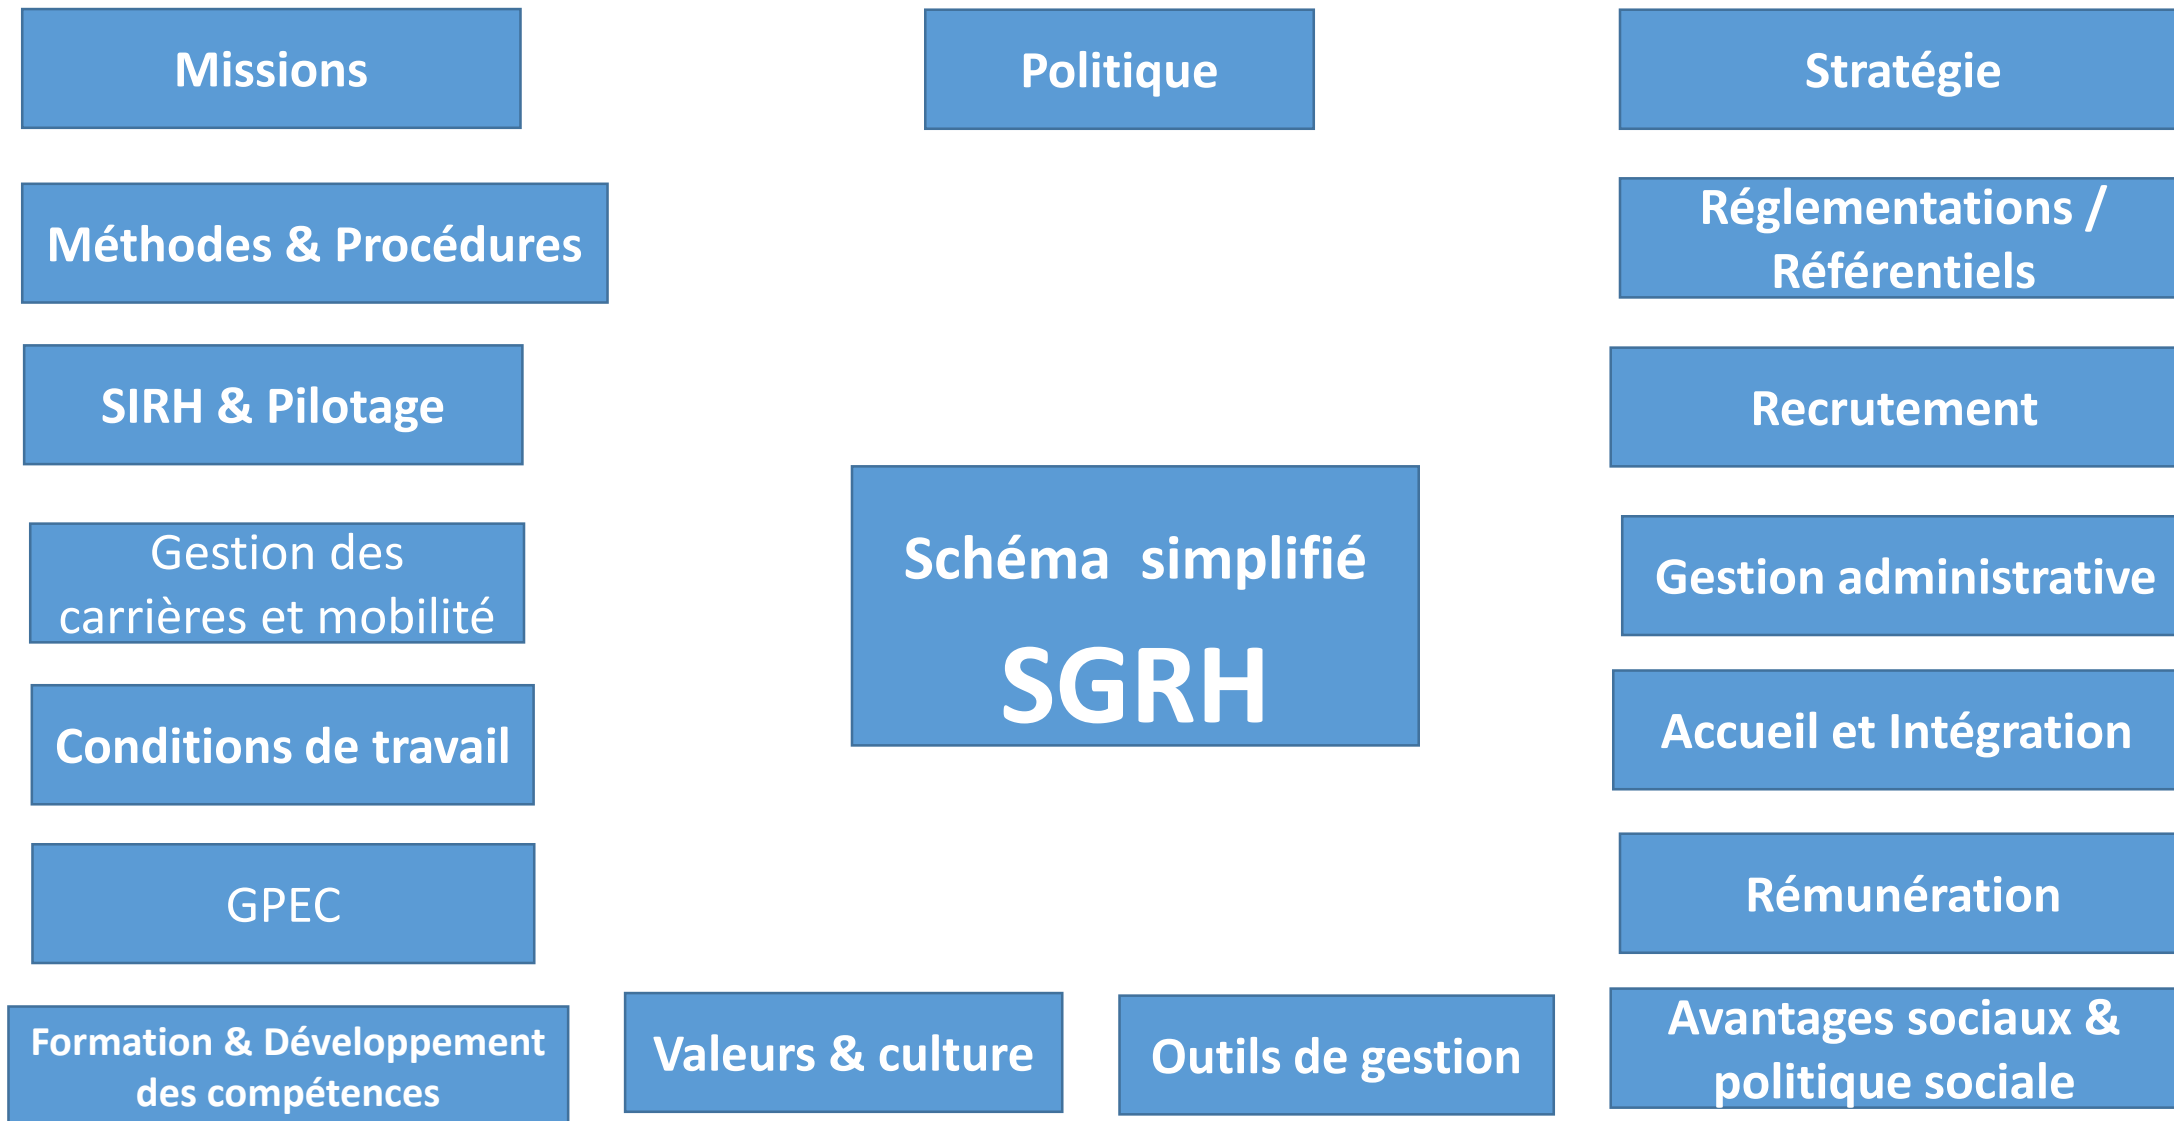 Missions
Politique
Stratégie
Méthodes & Procédures
Réglementations /
Référentiels
SIRH & Pilotage
Recrutement
Schéma  simplifié
SGRH
Gestion des
carrières et mobilité
Gestion administrative
Conditions de travail
Accueil et Intégration
GPEC
Rémunération
Formation & Développement
des compétences
Valeurs & culture
Outils de gestion
Avantages sociaux &
politique sociale